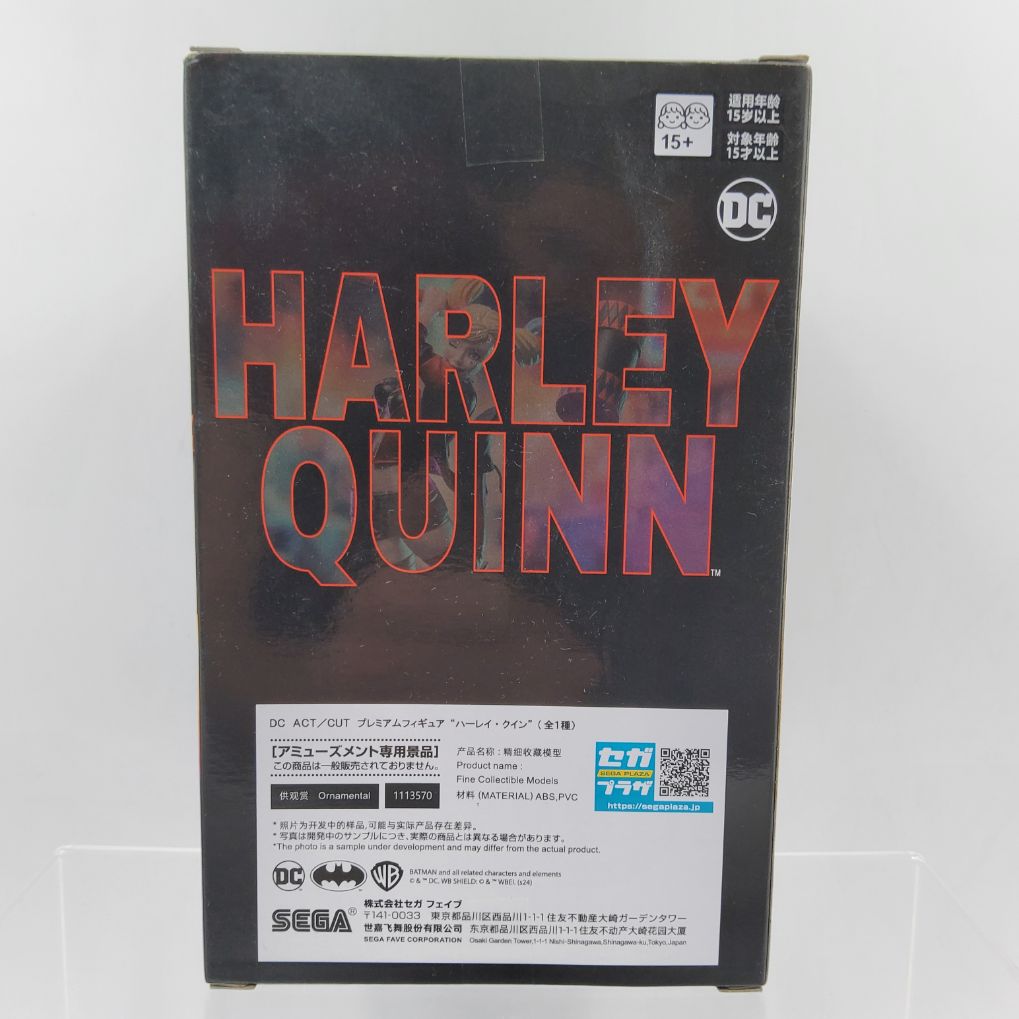 适用年龄
15岁以上
15+
対象年齢
15才以上
DC
HARLEY
QUINN™
DC ACT/CUT プレミアムフィギュア “ハーレイ・クイン”(全1種)
[アミューズメント専用景品]
この商品は一般販売されておりません。
供观赏 Ornamental
1113570
产品名称:精细收藏模型
Product name :
Fine Collectible Models
材料 (MATERIAL) ABS,PVC
セガ
SEGA PLAZA
プラザ
https://segaplaza.jp
* 照片为开发中的样品,可能与实际产品存在差异。
* 写真は開発中のサンプルにつき、実際の商品とは異なる場合があります。
*The photo is a sample under development and may differ from the actual product.
DC
WB
BATMAN and all related characters and elements
© & ™ DC. WB SHIELD: © & ™ WBEI. (s24)
SEGA®
株式会社セガ フェイブ
〒141-0033 東京都品川区西品川1-1-1 住友不動産大崎ガーデンタワー
世嘉飞舞股份有限公司 东京都品川区西品川1-1-1 住友不动产大崎花园大厦
SEGA FAVE CORPORATION Osaki Garden Tower,1-1-1 Nishi-Shinagawa,Shinagawa-ku,Tokyo,Japan